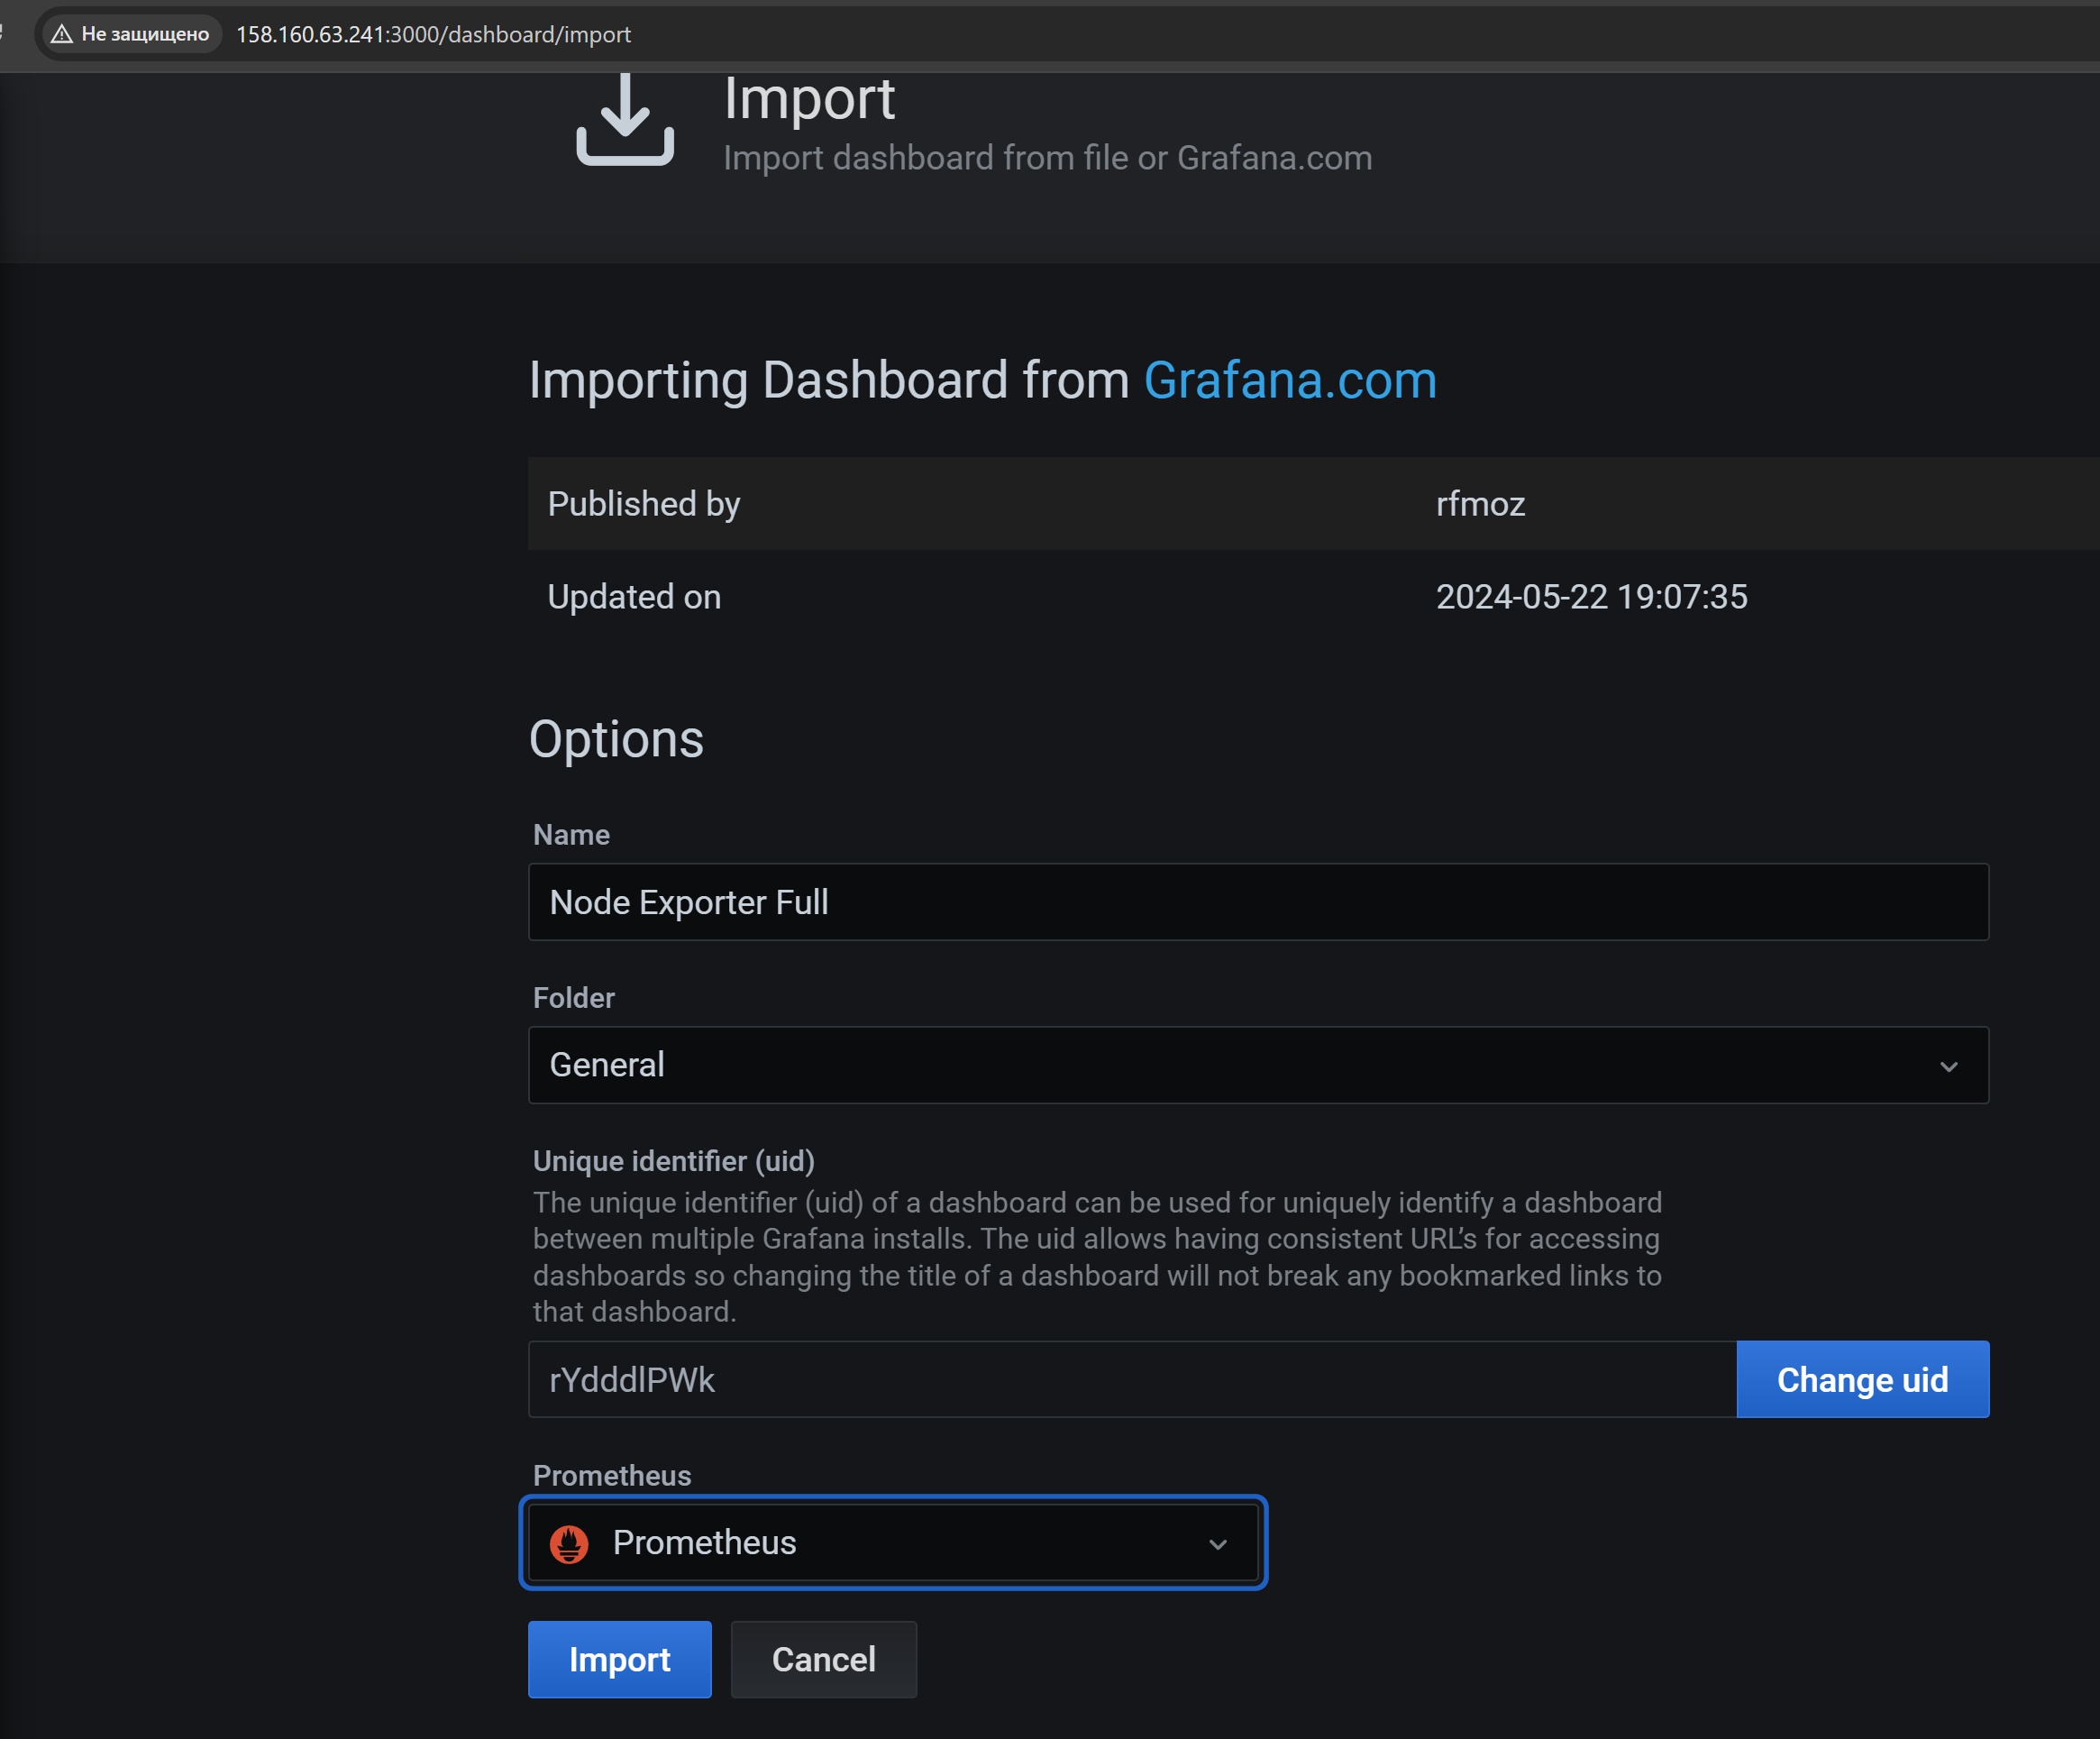 Не защищено 158.160.63.241:3000/dashboard/import
Import
Import dashboard from file or Grafana.com
Importing Dashboard from Grafana.com
Published by rfmoz
Updated on 2024-05-22 19:07:35
Options
Name
Node Exporter Full
Folder
General
Unique identifier (uid)
The unique identifier (uid) of a dashboard can be used for uniquely identify a dashboard
between multiple Grafana installs. The uid allows having consistent URL’s for accessing
dashboards so changing the title of a dashboard will not break any bookmarked links to
that dashboard.
rYdddlPWk Change uid
Prometheus
Prometheus
Import Cancel